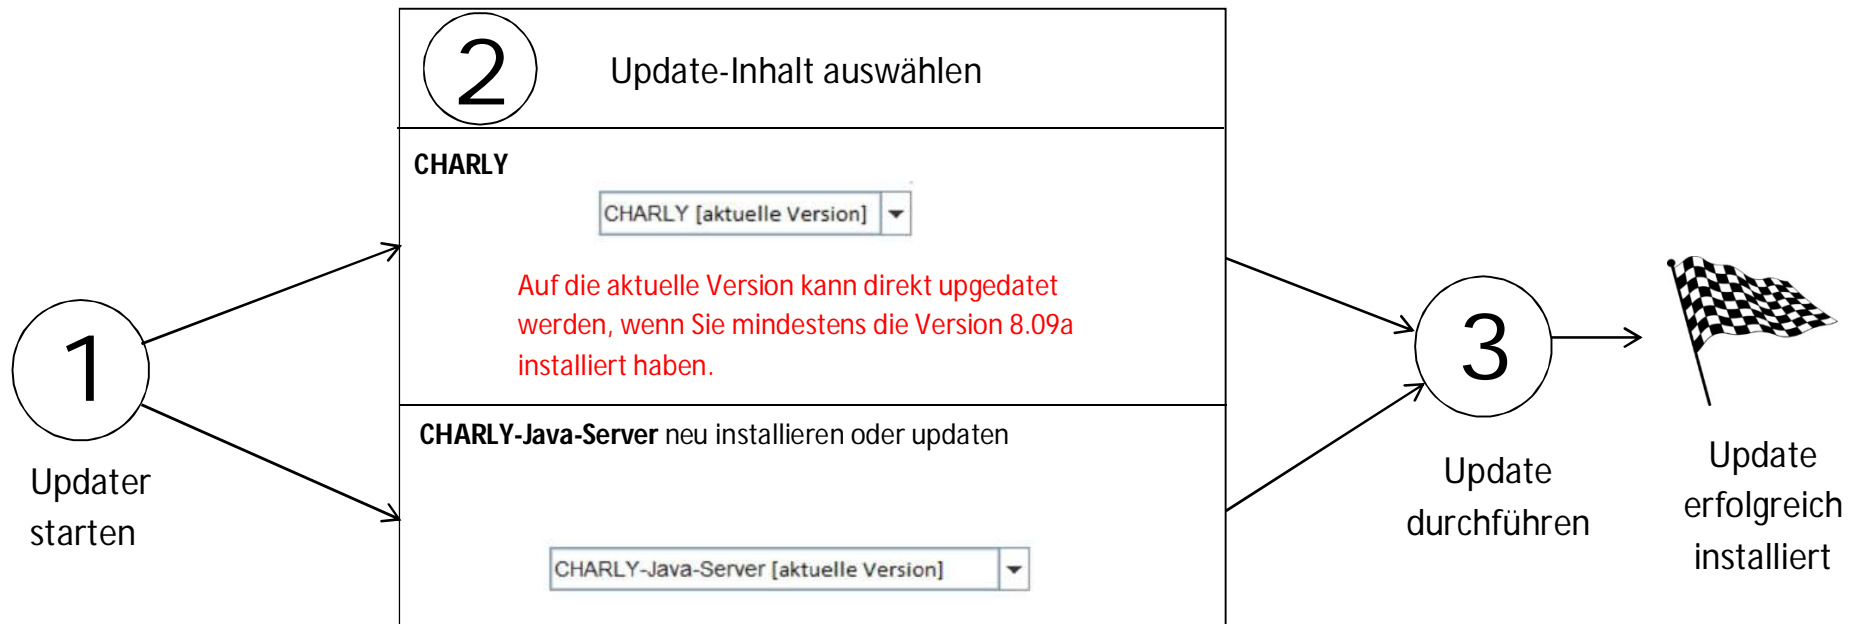 1
Updater
starten
2
Update-Inhalt auswählen
CHARLY
CHARLY [aktuelle Version]
Auf die aktuelle Version kann direkt upgedatet
werden, wenn Sie mindestens die Version 8.09a
installiert haben.
CHARLY-Java-Server neu installieren oder updaten
CHARLY-Java-Server [aktuelle Version]
3
Update
durchführen
Update
erfolgreich
installiert